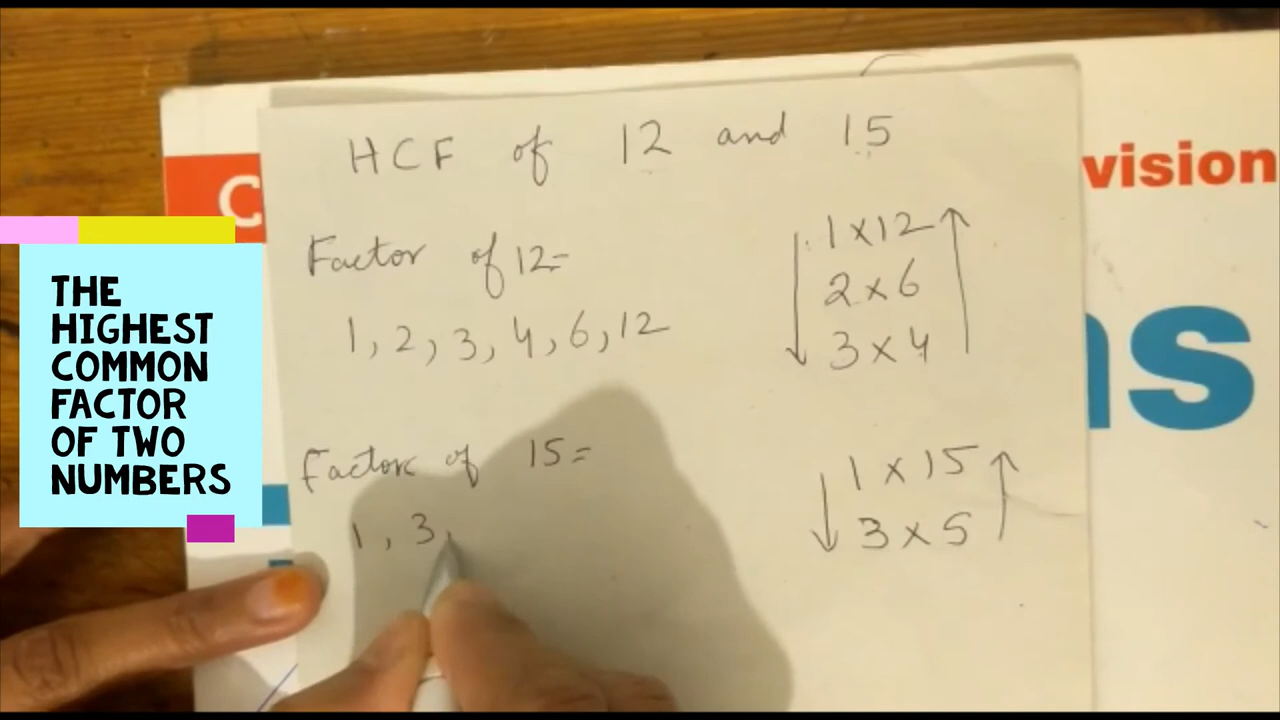 HCF of 12 and 15
C
vision
THE
HIGHEST
COMMON
FACTOR
OF TWO
NUMBERS
Factor of 12=
1, 2, 3, 4, 6, 12
1x12
2x6
3x4
ns
Factor of 15=
1, 3,
1x15
3x5